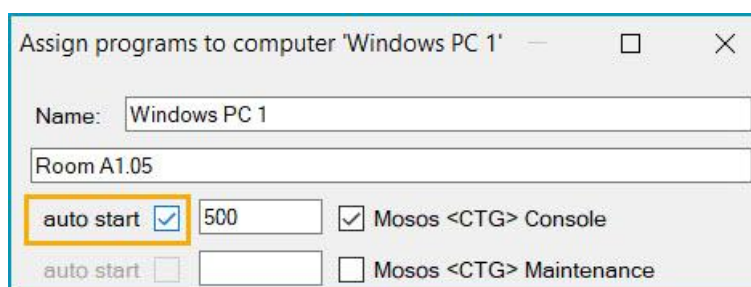 Assign programs to computer 'Windows PC 1'
Name: Windows PC 1
Room A1.05
auto start 500 Mosos <CTG> Console
auto start Mosos <CTG> Maintenance